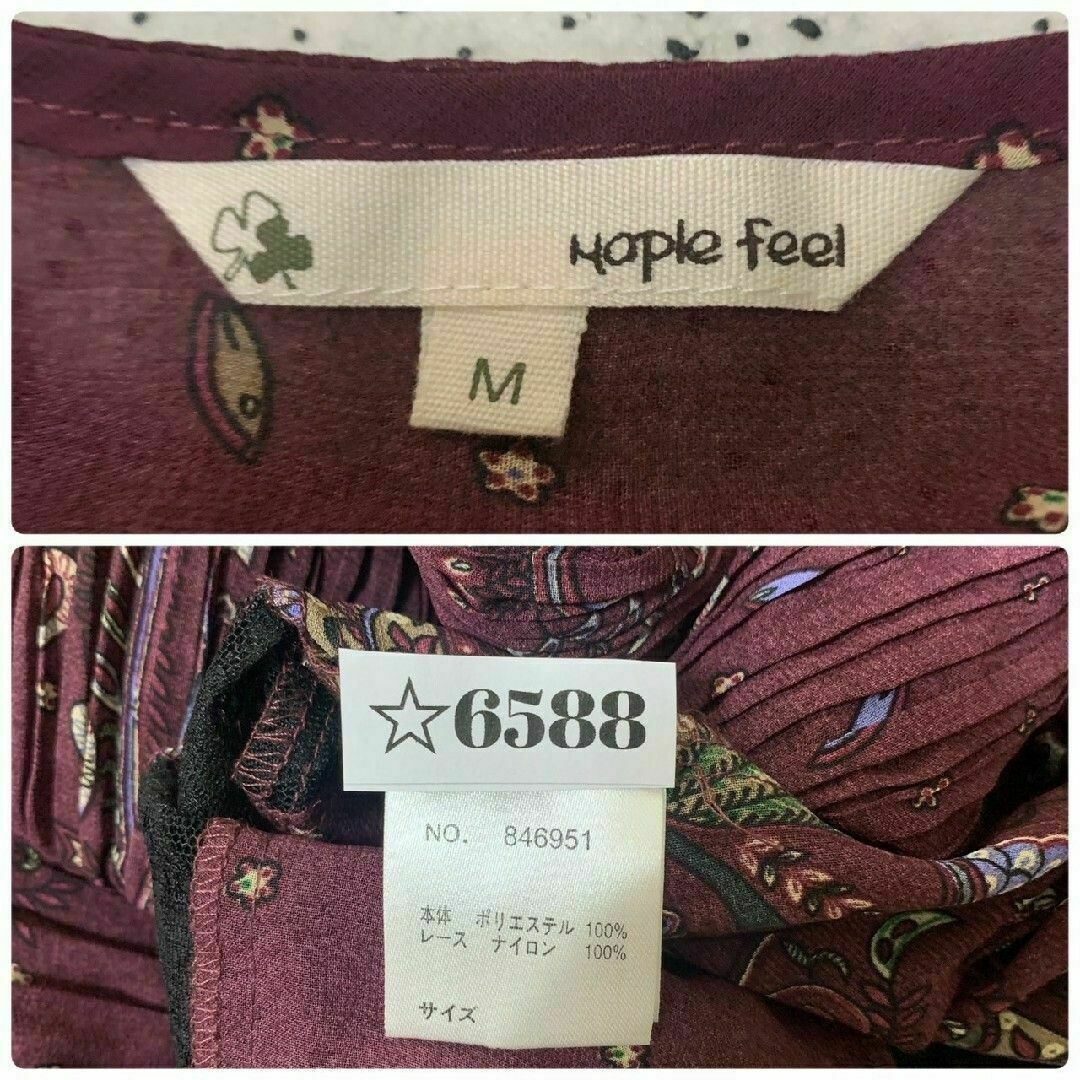 Maple feel
M
☆6588
NO. 846951
本体 ポリエステル 100%
レース ナイロン 100%
サイズ